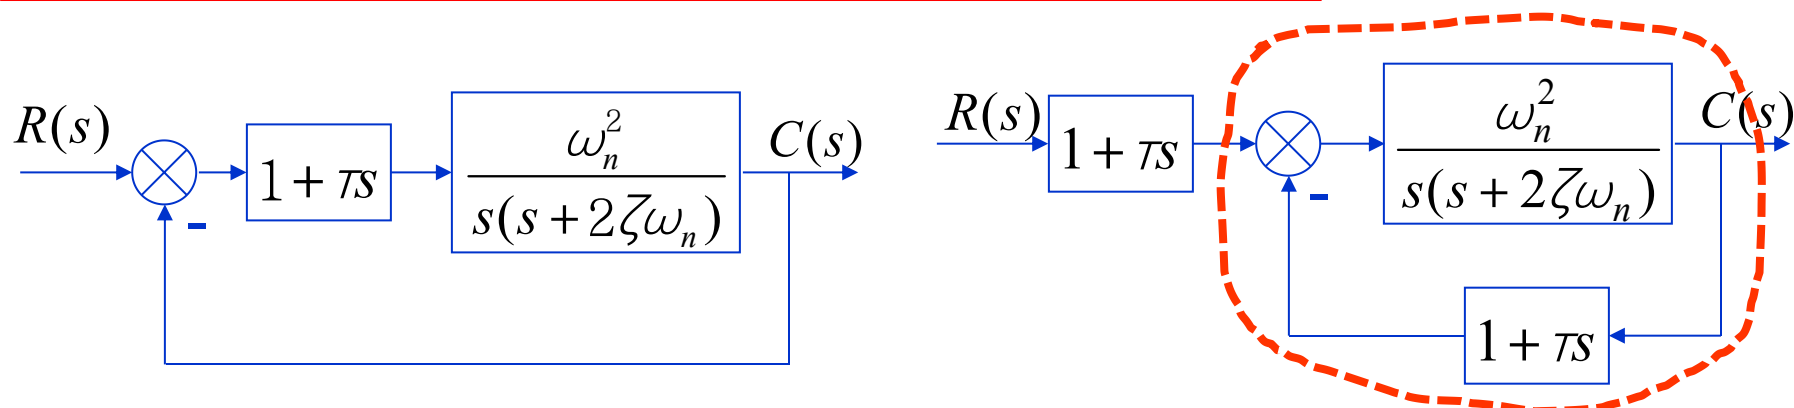 R(s)
1 + τs
ω_n^2
s(s + 2ζω_n)
C(s)
-
R(s)
1 + τs
ω_n^2
s(s + 2ζω_n)
C(s)
-
1 + τs